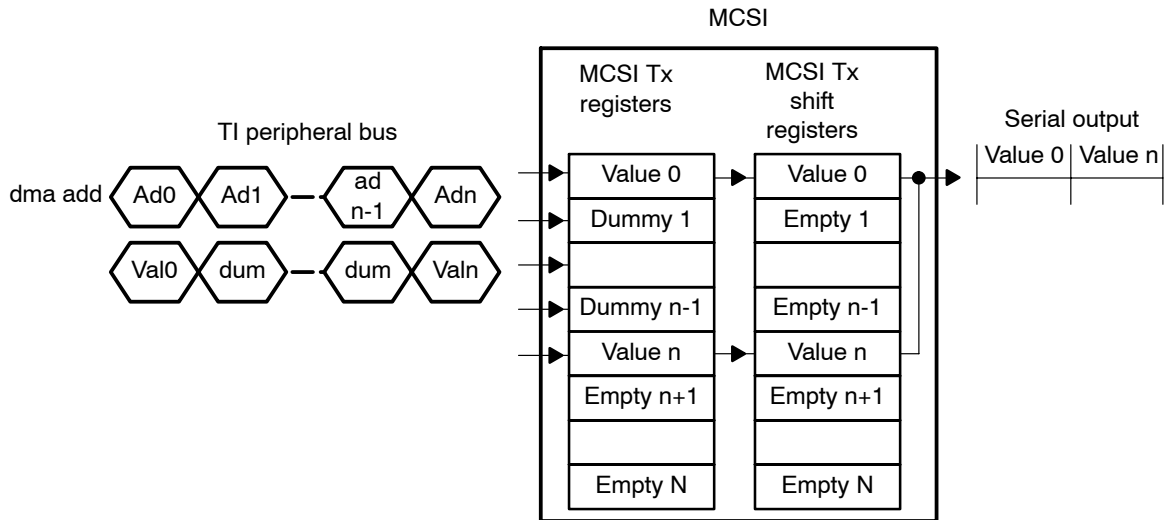 MCSI
MCSI Tx
registers
MCSI Tx
shift
registers
TI peripheral bus
Serial output
dma add
Ad0
Ad1
ad
n-1
Adn
Val0
dum
dum
Valn
Value 0
Dummy 1
Dummy n-1
Value n
Empty n+1
Empty N
Value 0
Empty 1
Empty n-1
Value n
Empty n+1
Empty N
Value 0
Value n